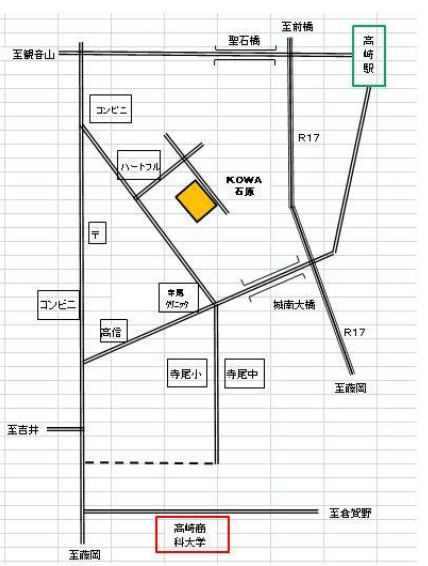 至前橋
聖石橋
高
崎
駅
至観音山
コンビニ
R17
ハートフル
KOWA
石原
〒
寺尾
クリニック
コンビニ
城南大橋
高信
R17
寺尾小
寺尾中
至藤岡
至吉井
至倉賀野
高崎商
科大学
至藤岡